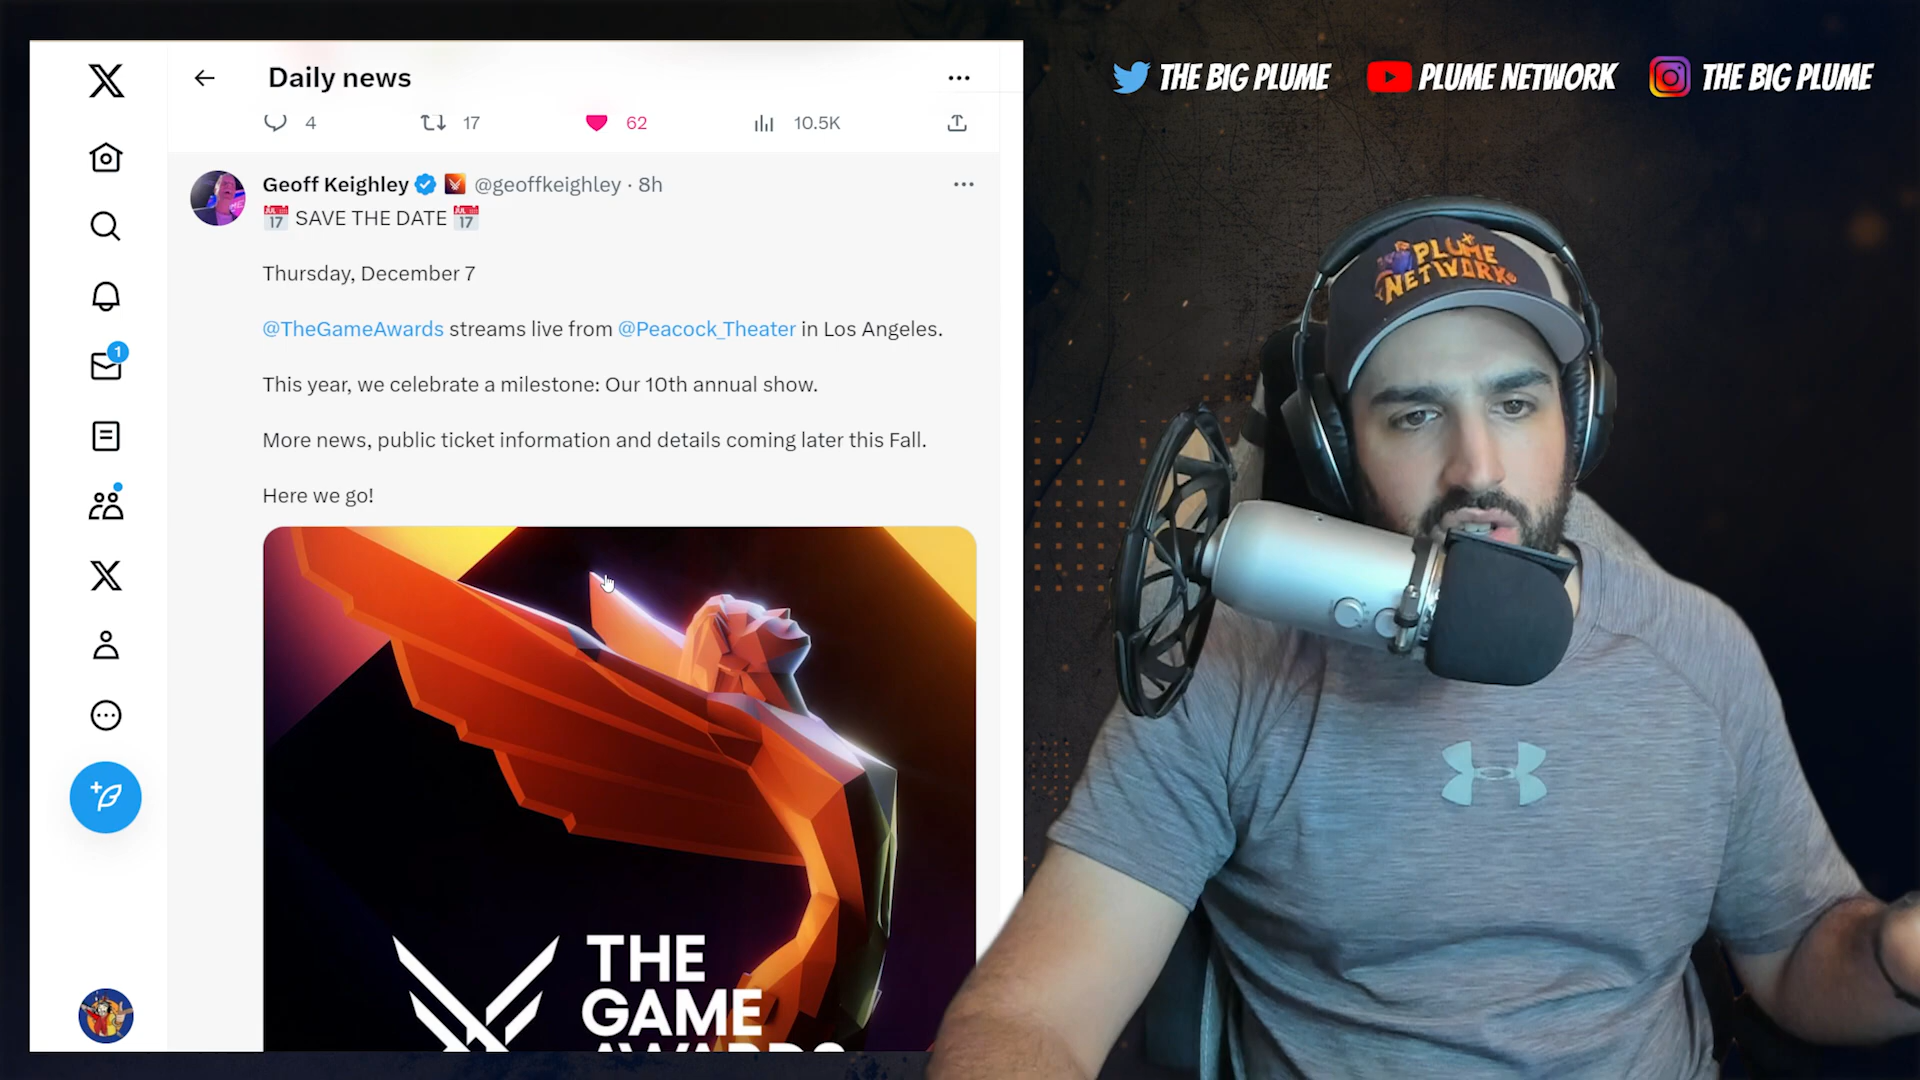 Daily news
4 17 62 10.5K
Geoff Keighley @geoffkeighley · 8h
SAVE THE DATE
Thursday, December 7
@TheGameAwards streams live from @Peacock_Theater in Los Angeles.
This year, we celebrate a milestone: Our 10th annual show.
More news, public ticket information and details coming later this Fall.
Here we go!
THE
GAME
AWARDS
1
THE BIG PLUME PLUME NETWORK THE BIG PLUME
PLUME
NETWORK